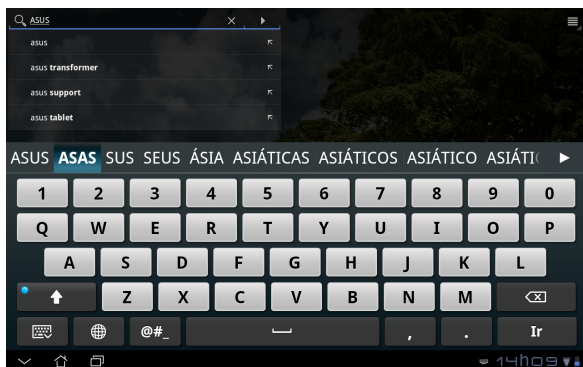 ASUS
asus
asus transformer
asus support
asus tablet
ASUS ASAS SUS SEUS ÁSIA ASIÁTICAS ASIÁTICOS ASIÁTICO ASIÁTI
1 2 3 4 5 6 7 8 9 0
Q W E R T Y U I O P
A S D F G H J K L
Z X C V B N M
@#_ , . Ir
14h09